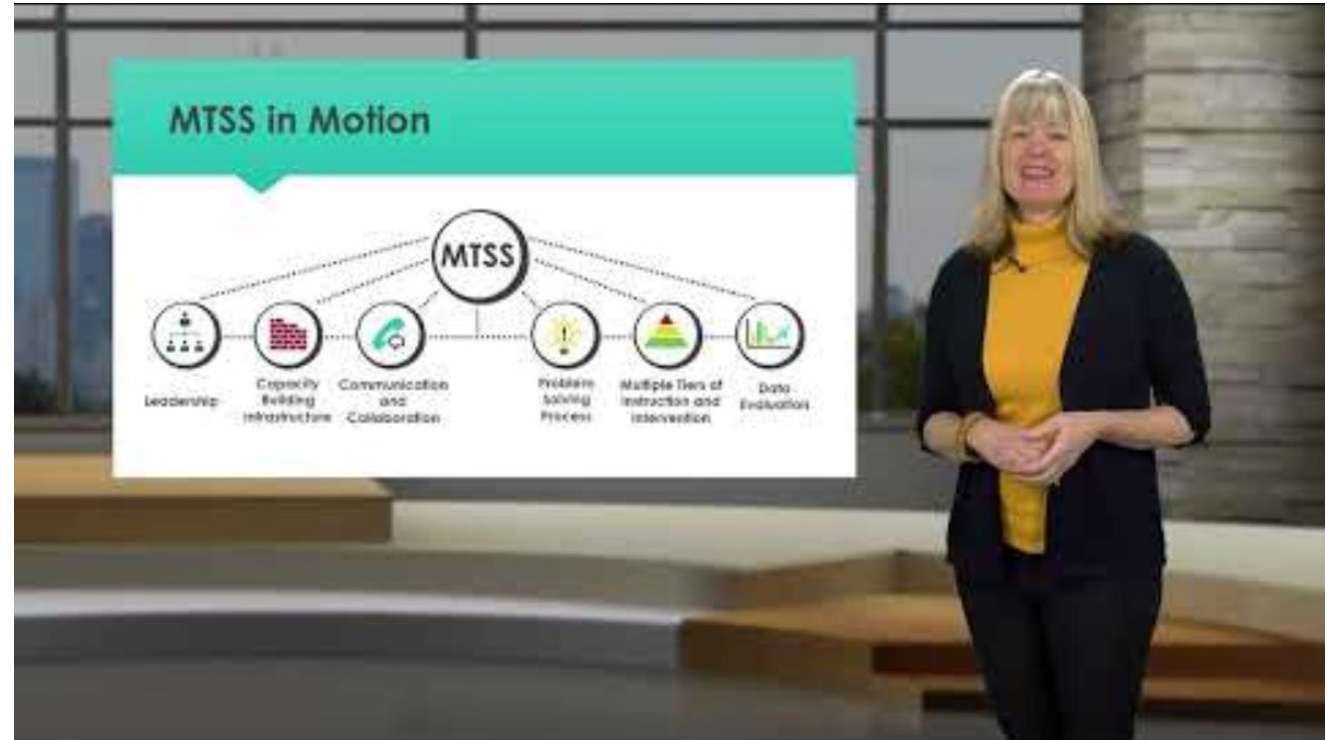 MTSS in Motion
MTSS
Leadership
Capacity
Building
Infrastructure
Communication
and
Collaboration
Problem
Solving
Process
Multiple Tiers of
Instruction and
Intervention
Data
Evaluation